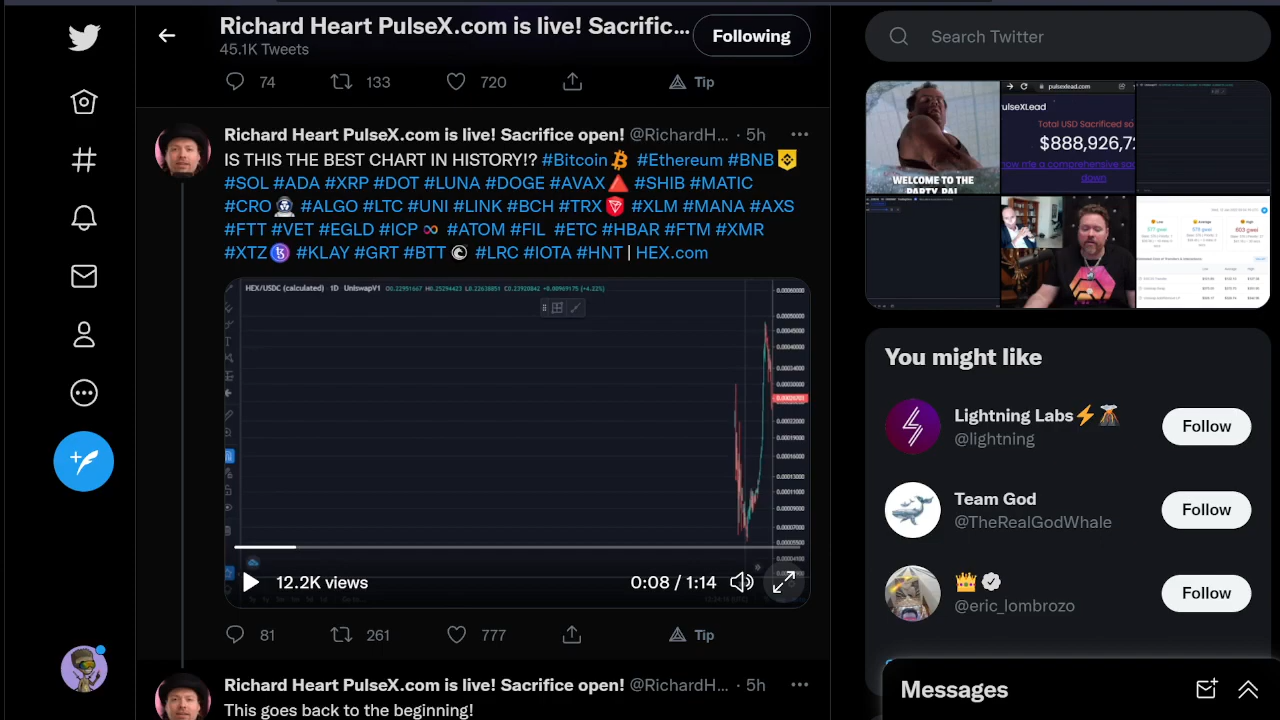 Richard Heart PulseX.com is live! Sacrific...
45.1K Tweets
Following
Search Twitter
74
133
720
Tip
Richard Heart PulseX.com is live! Sacrifice open! @RichardH... · 5h
IS THIS THE BEST CHART IN HISTORY!? #Bitcoin #Ethereum #BNB
#SOL #ADA #XRP #DOT #LUNA #DOGE #AVAX #SHIB #MATIC
#CRO #ALGO #LTC #UNI #LINK #BCH #TRX #XLM #MANA #AXS
#FTT #VET #EGLD #ICP #ATOM #FIL #ETC #HBAR #FTM #XMR
#XTZ #KLAY #GRT #BTT #LRC #IOTA #HNT | HEX.com
HEX/USDC (calculated) 1D UniswapV1
12.2K views
0:08 / 1:14
81
261
777
Tip
Richard Heart PulseX.com is live! Sacrifice open! @RichardH... · 5h
This goes back to the beginning!
WELCOME TO THE
PARTY, PAL
pulsexlead.com
ulseXLead
Total USD Sacrificed so
$888,926,7
down
You might like
Lightning Labs
@lightning
Follow
Team God
@TheRealGodWhale
Follow
@eric_lombrozo
Follow
Messages